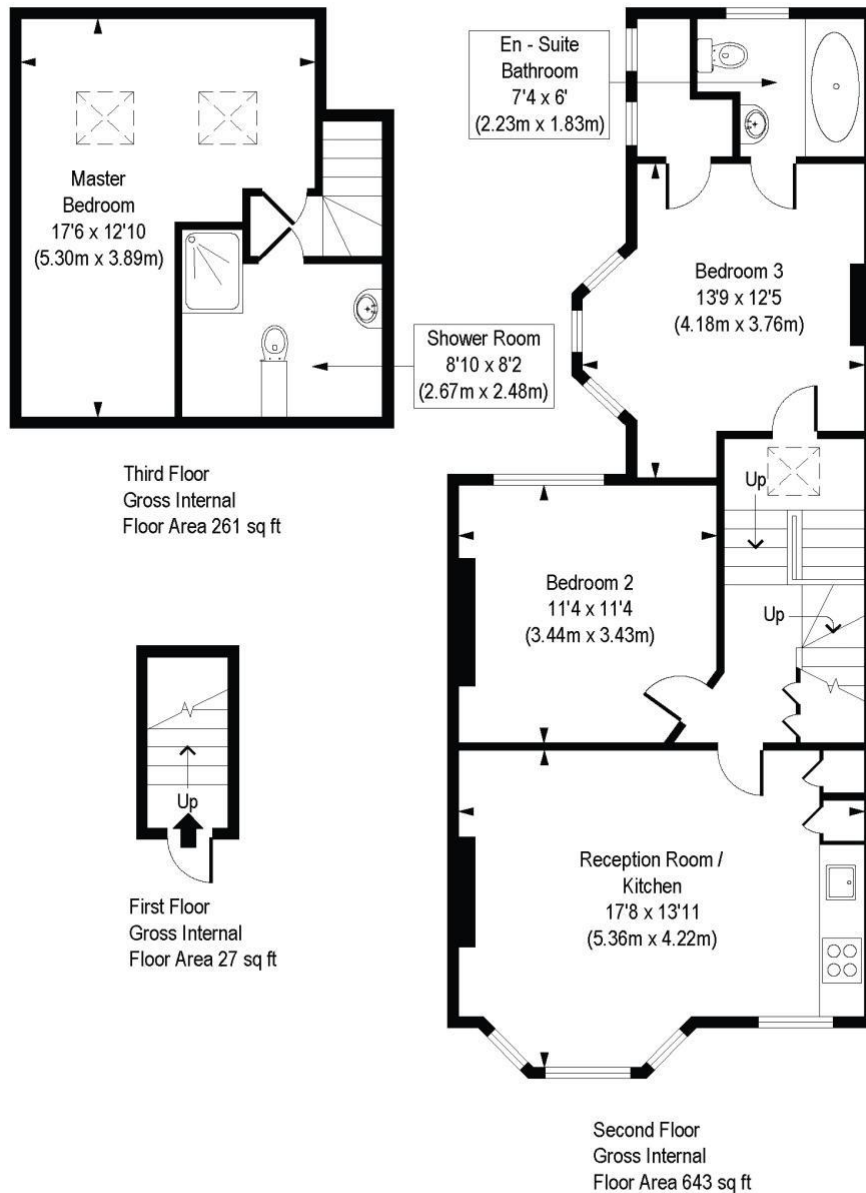 En - Suite
Bathroom
7'4 x 6'
(2.23m x 1.83m)
Master
Bedroom
17'6 x 12'10
(5.30m x 3.89m)
Bedroom 3
13'9 x 12'5
(4.18m x 3.76m)
Shower Room
8'10 x 8'2
(2.67m x 2.48m)
Third Floor
Gross Internal
Floor Area 261 sq ft
Up
Bedroom 2
11'4 x 11'4
(3.44m x 3.43m)
Up
Up
First Floor
Gross Internal
Floor Area 27 sq ft
Reception Room /
Kitchen
17'8 x 13'11
(5.36m x 4.22m)
Second Floor
Gross Internal
Floor Area 643 sq ft